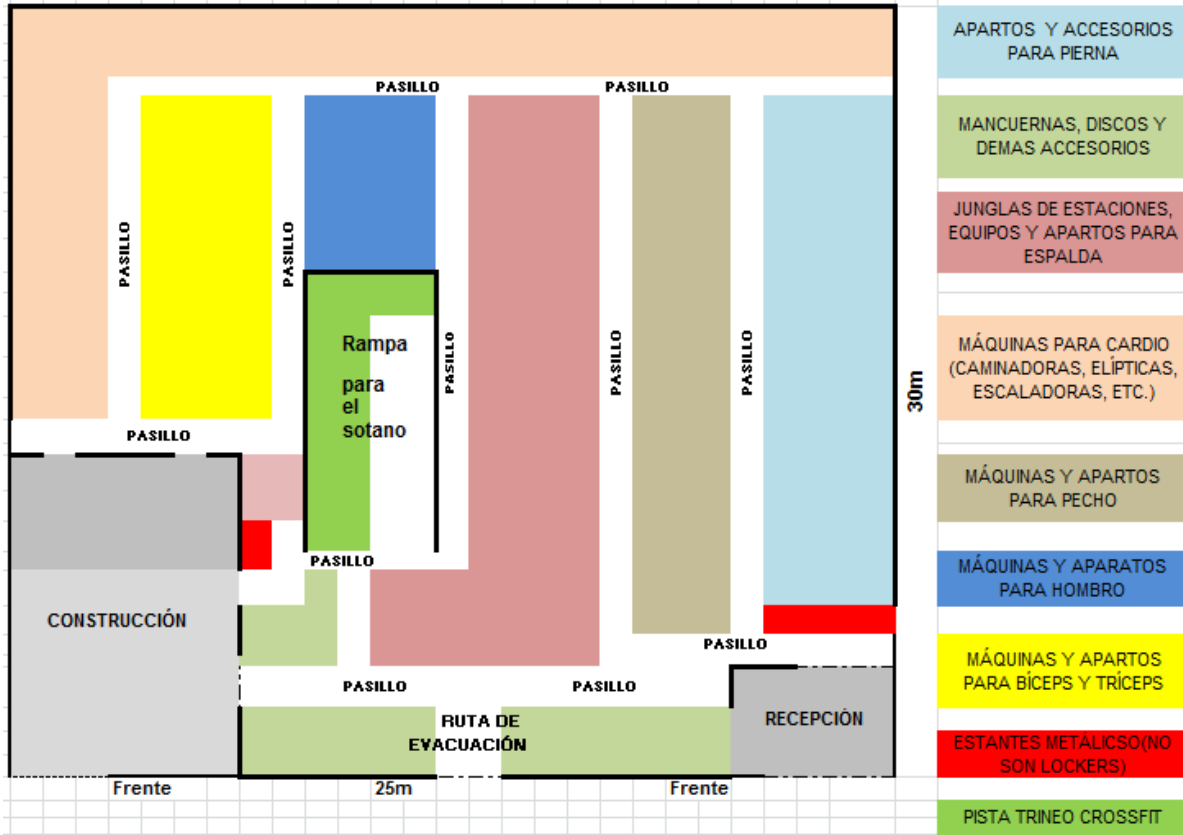 PASILLO
PASILLO
PASILLO
PASILLO
PASILLO
PASILLO
PASILLO
Rampa
para
el
sotano
PASILLO
PASILLO
CONSTRUCCIÓN
PASILLO
PASILLO
PASILLO
RUTA DE
EVACUACIÓN
RECEPCIÓN
Frente
25m
Frente
30m
APARTOS Y ACCESORIOS
PARA PIERNA
MANCUERNAS, DISCOS Y
DEMAS ACCESORIOS
JUNGLAS DE ESTACIONES,
EQUIPOS Y APARTOS PARA
ESPALDA
MÁQUINAS PARA CARDIO
(CAMINADORAS, ELÍPTICAS,
ESCALADORAS, ETC.)
MÁQUINAS Y APARTOS
PARA PECHO
MÁQUINAS Y APARATOS
PARA HOMBRO
MÁQUINAS Y APARTOS
PARA BÍCEPS Y TRÍCEPS
ESTANTES METÁLICSO(NO
SON LOCKERS)
PISTA TRINEO CROSSFIT